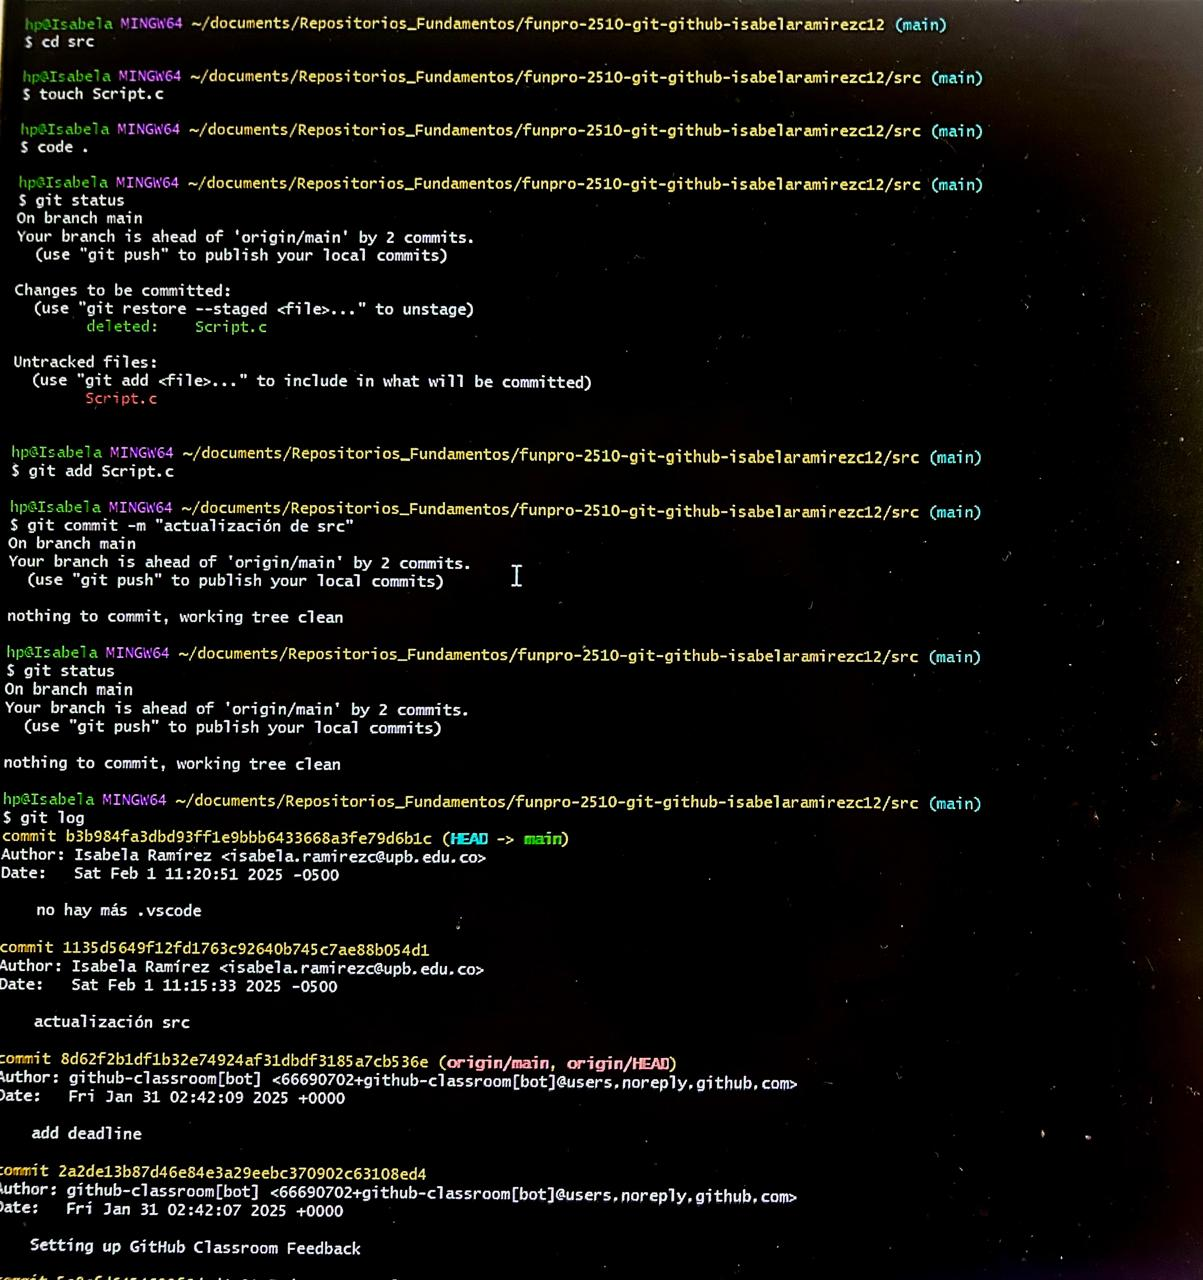 hp@Isabela MINGW64 ~/documents/Repositorios_Fundamentos/funpro-2510-git-github-isabelaramirezc12 (main)
$ cd src
hp@Isabela MINGW64 ~/documents/Repositorios_Fundamentos/funpro-2510-git-github-isabelaramirezc12/src (main)
$ touch Script.c
hp@Isabela MINGW64 ~/documents/Repositorios_Fundamentos/funpro-2510-git-github-isabelaramirezc12/src (main)
$ code .
hp@Isabela MINGW64 ~/documents/Repositorios_Fundamentos/funpro-2510-git-github-isabelaramirezc12/src (main)
$ git status
On branch main
Your branch is ahead of 'origin/main' by 2 commits.
(use "git push" to publish your local commits)
Changes to be committed:
(use "git restore --staged <file>..." to unstage)
deleted: Script.c
Untracked files:
(use "git add <file>..." to include in what will be committed)
Script.c
hp@Isabela MINGW64 ~/documents/Repositorios_Fundamentos/funpro-2510-git-github-isabelaramirezc12/src (main)
$ git add Script.c
hp@Isabela MINGW64 ~/documents/Repositorios_Fundamentos/funpro-2510-git-github-isabelaramirezc12/src (main)
$ git commit -m "actualización de src"
On branch main
Your branch is ahead of 'origin/main' by 2 commits.
(use "git push" to publish your local commits)
nothing to commit, working tree clean
hp@Isabela MINGW64 ~/documents/Repositorios_Fundamentos/funpro-2510-git-github-isabelaramirezc12/src (main)
$ git status
On branch main
Your branch is ahead of 'origin/main' by 2 commits.
(use "git push" to publish your local commits)
nothing to commit, working tree clean
hp@Isabela MINGW64 ~/documents/Repositorios_Fundamentos/funpro-2510-git-github-isabelaramirezc12/src (main)
$ git log
commit b3b984fa3dbd93ff1e9bbb6433668a3fe79d6b1c (HEAD -> main)
Author: Isabela Ramírez <isabela.ramirezc@upb.edu.co>
Date: Sat Feb 1 11:20:51 2025 -0500
no hay más .vscode
commit 1135d5649f12fd1763c92640b745c7ae88b054d1
Author: Isabela Ramírez <isabela.ramirezc@upb.edu.co>
Date: Sat Feb 1 11:15:33 2025 -0500
actualización src
commit 8d62f2b1df1b32e74924af31dbdf3185a7cb536e (origin/main, origin/HEAD)
Author: github-classroom[bot] <66690702+github-classroom[bot]@users.noreply.github.com>
Date: Fri Jan 31 02:42:09 2025 +0000
add deadline
commit 2a2de13b87d46e84e3a29eebc370902c63108ed4
Author: github-classroom[bot] <66690702+github-classroom[bot]@users.noreply.github.com>
Date: Fri Jan 31 02:42:07 2025 +0000
Setting up GitHub Classroom Feedback